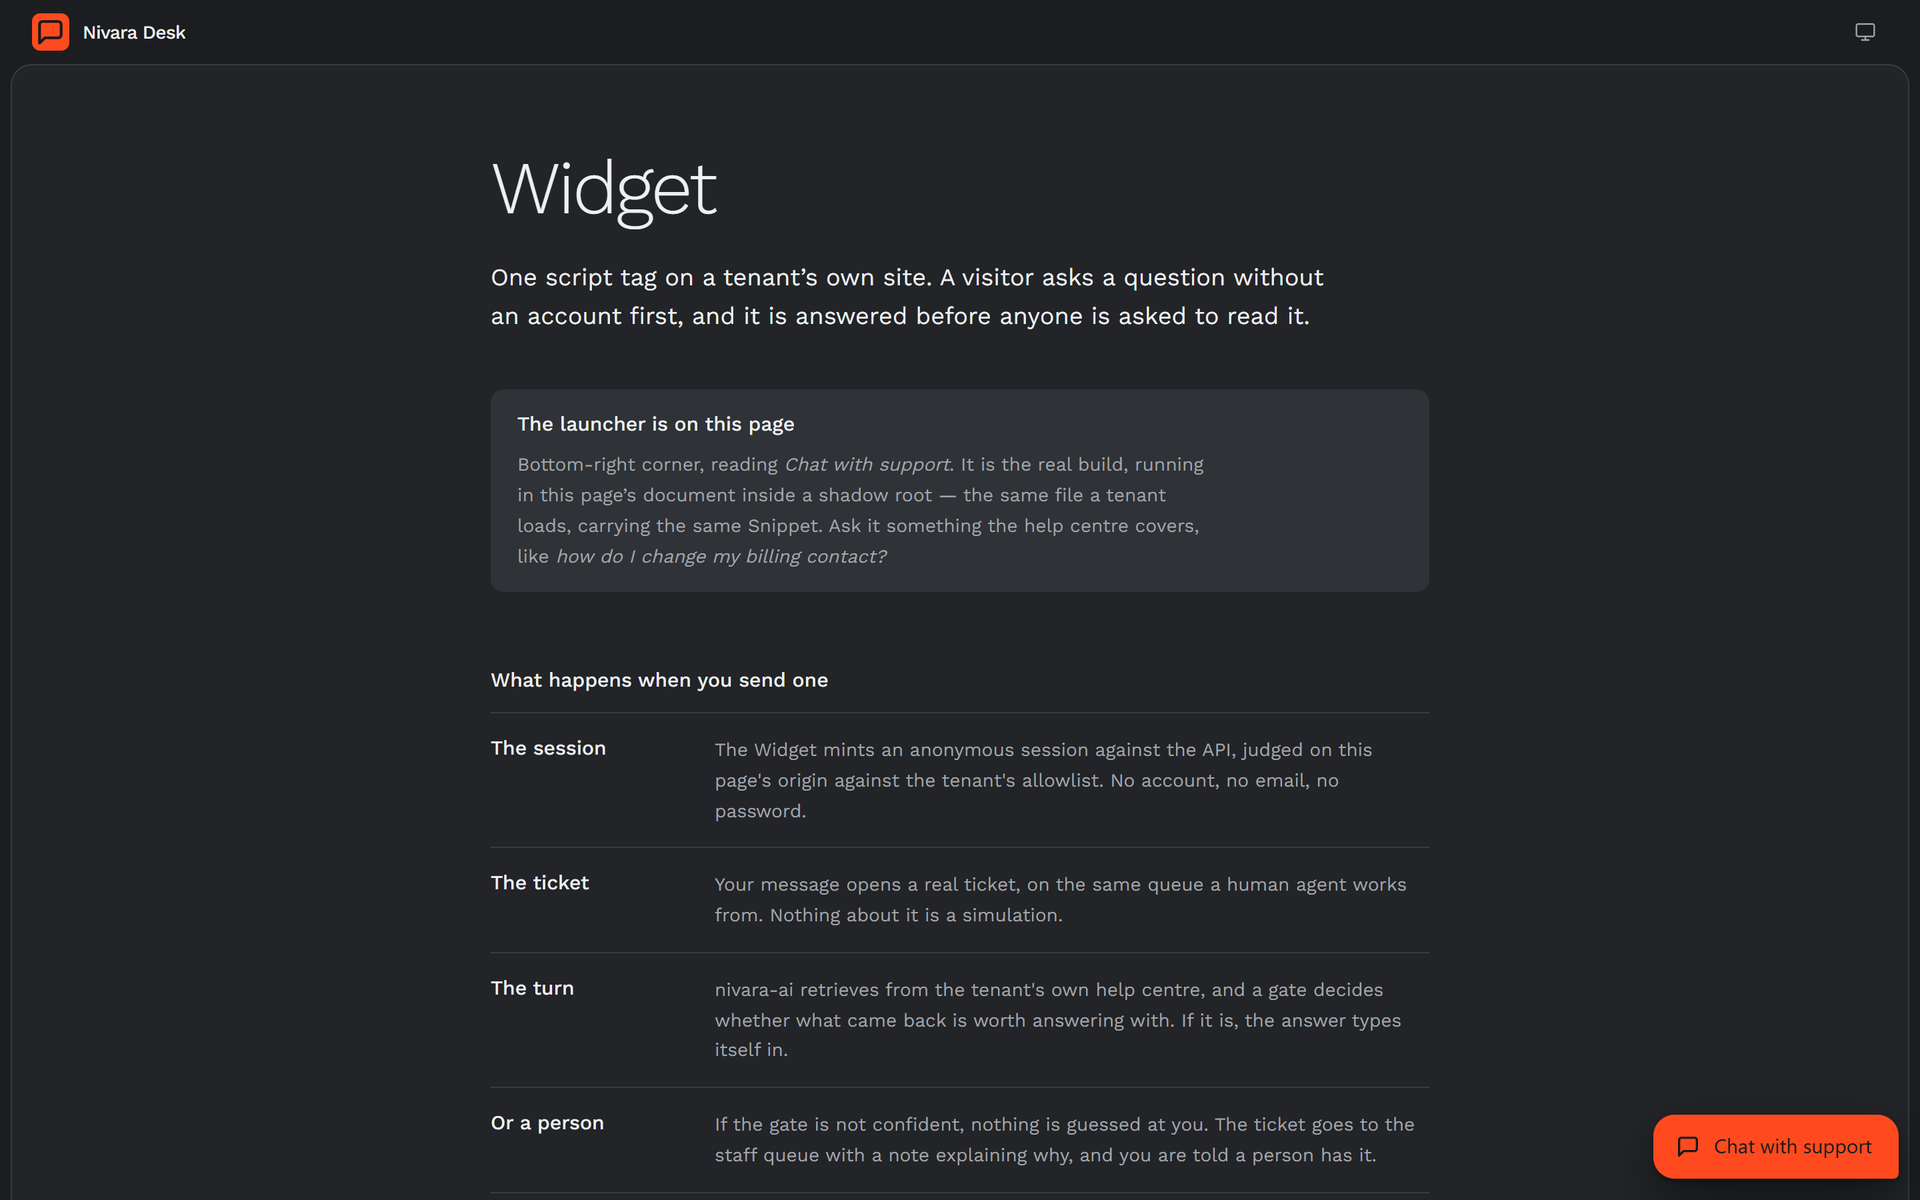 Nivara Desk
Widget
One script tag on a tenant’s own site. A visitor asks a question without
an account first, and it is answered before anyone is asked to read it.
The launcher is on this page
Bottom-right corner, reading Chat with support. It is the real build, running
in this page’s document inside a shadow root — the same file a tenant
loads, carrying the same Snippet. Ask it something the help centre covers,
like how do I change my billing contact?
What happens when you send one
The session
The Widget mints an anonymous session against the API, judged on this
page's origin against the tenant's allowlist. No account, no email, no
password.
The ticket
Your message opens a real ticket, on the same queue a human agent works
from. Nothing about it is a simulation.
The turn
nivara-ai retrieves from the tenant's own help centre, and a gate decides
whether what came back is worth answering with. If it is, the answer types
itself in.
Or a person
If the gate is not confident, nothing is guessed at you. The ticket goes to the
staff queue with a note explaining why, and you are told a person has it.
Chat with support